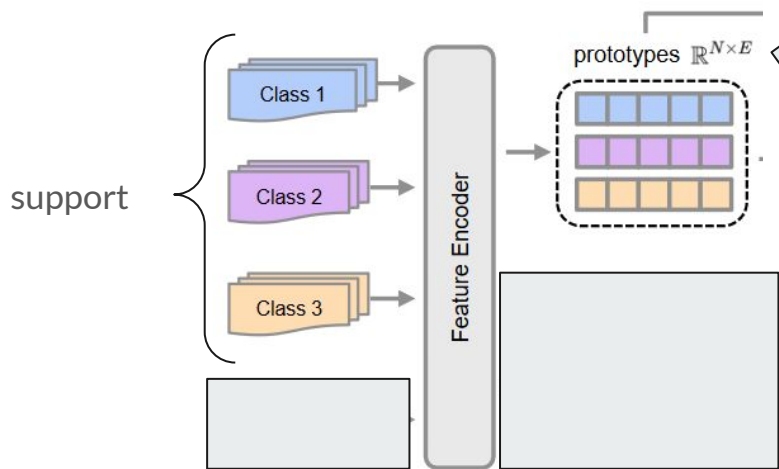 prototypes ℝ^{N×E}
Class 1
support
Class 2
Class 3
Feature Encoder